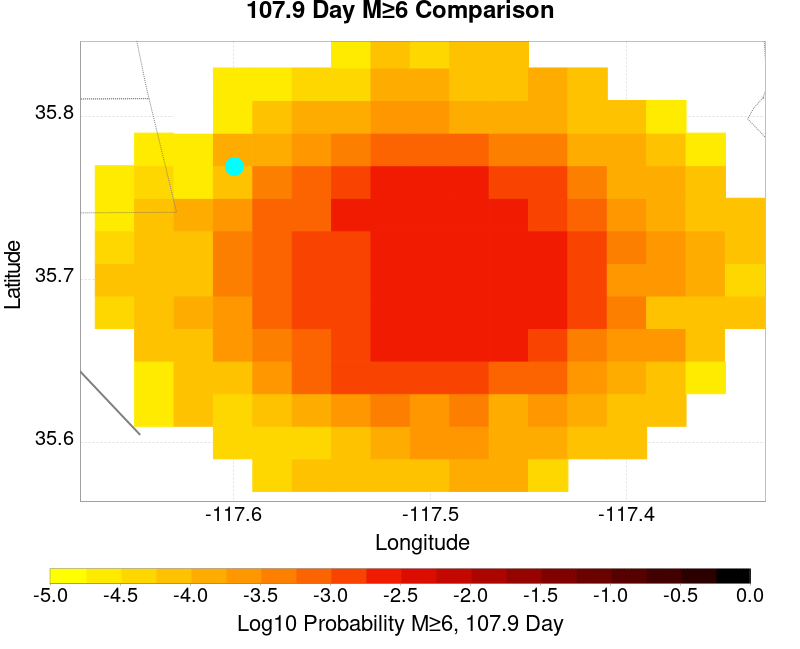 107.9 Day M≥6 Comparison
35.8
35.7
35.6
Latitude
-117.6 -117.5 -117.4
Longitude
-5.0 -4.5 -4.0 -3.5 -3.0 -2.5 -2.0 -1.5 -1.0 -0.5 0.0
Log10 Probability M≥6, 107.9 Day